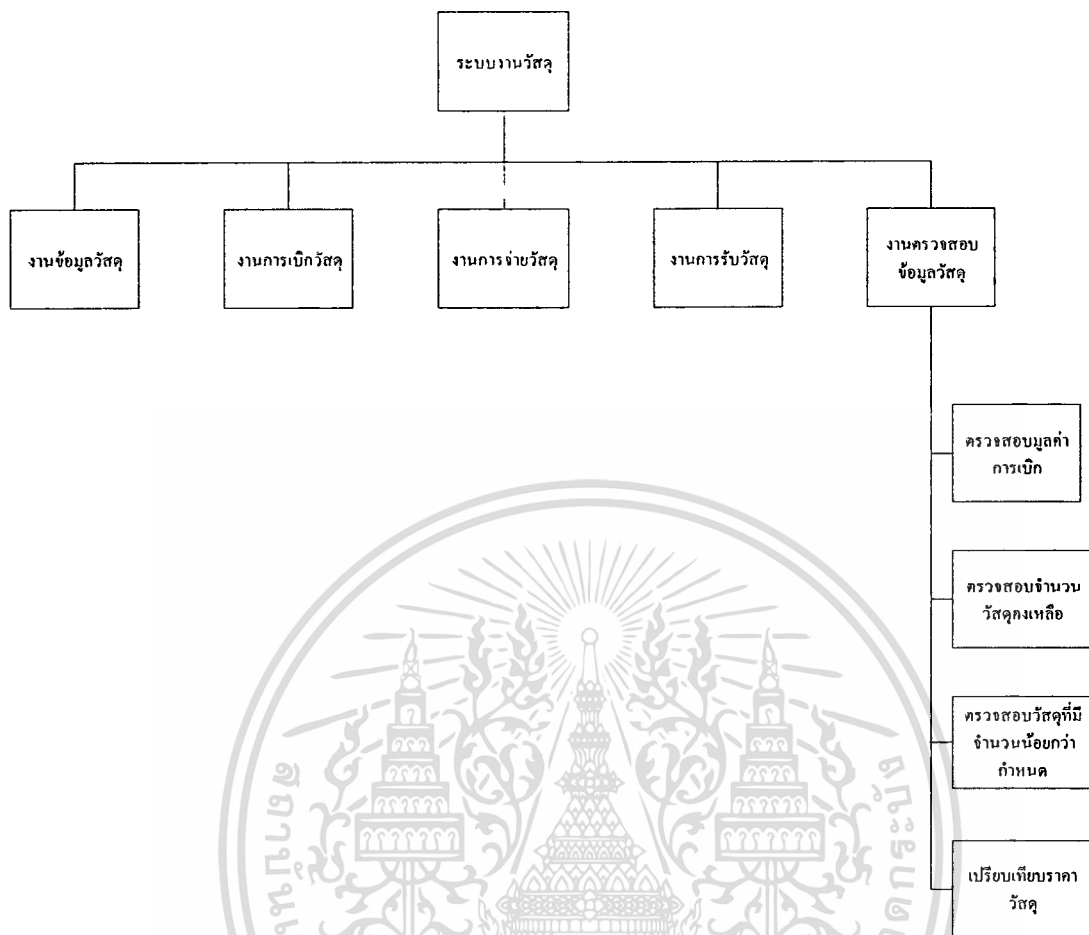 ระบบงานวัสดุ
งานข้อมูลวัสดุ
งานการเบิกวัสดุ
งานการจ่ายวัสดุ
งานการรับวัสดุ
งานตรวจสอบ
ข้อมูลวัสดุ
ตรวจสอบมูลค่า
การเบิก
ตรวจสอบจำนวน
วัสดุคงเหลือ
ตรวจสอบวัสดุที่มี
จำนวนน้อยกว่า
กำหนด
เปรียบเทียบราคา
วัสดุ